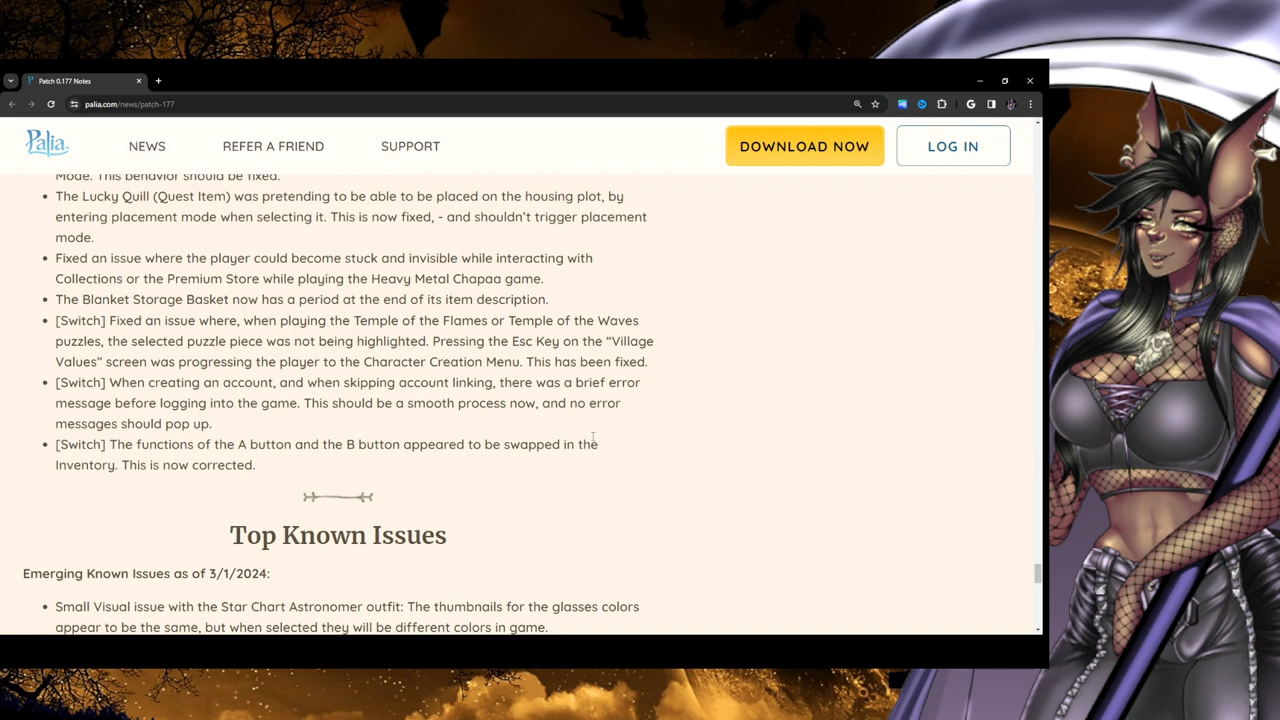 Patch 0.177 Notes
palia.com/news/patch-177
Palia
NEWS
REFER A FRIEND
SUPPORT
DOWNLOAD NOW
LOG IN
Mode. This behavior should be fixed.
The Lucky Quill (Quest Item) was pretending to be able to be placed on the housing plot, by
entering placement mode when selecting it. This is now fixed, - and shouldn’t trigger placement
mode.
Fixed an issue where the player could become stuck and invisible while interacting with
Collections or the Premium Store while playing the Heavy Metal Chapaa game.
The Blanket Storage Basket now has a period at the end of its item description.
[Switch] Fixed an issue where, when playing the Temple of the Flames or Temple of the Waves
puzzles, the selected puzzle piece was not being highlighted. Pressing the Esc Key on the “Village
Values” screen was progressing the player to the Character Creation Menu. This has been fixed.
[Switch] When creating an account, and when skipping account linking, there was a brief error
message before logging into the game. This should be a smooth process now, and no error
messages should pop up.
[Switch] The functions of the A button and the B button appeared to be swapped in the
Inventory. This is now corrected.
Top Known Issues
Emerging Known Issues as of 3/1/2024:
Small Visual issue with the Star Chart Astronomer outfit: The thumbnails for the glasses colors
appear to be the same, but when selected they will be different colors in game.